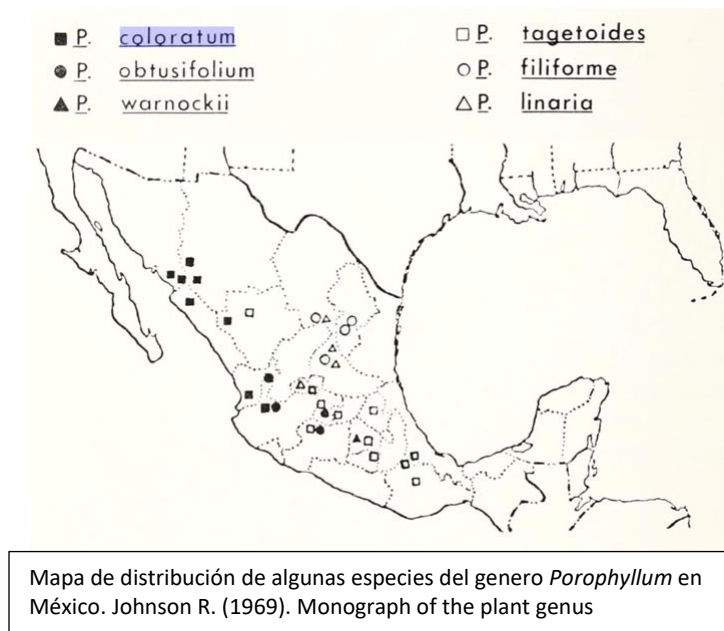 ■ P. coloratum
● P. obtusifolium
▲ P. warnockii
□ P. tagetoides
○ P. filiforme
△ P. linaria
Mapa de distribución de algunas especies del genero Porophyllum en
México. Johnson R. (1969). Monograph of the plant genus